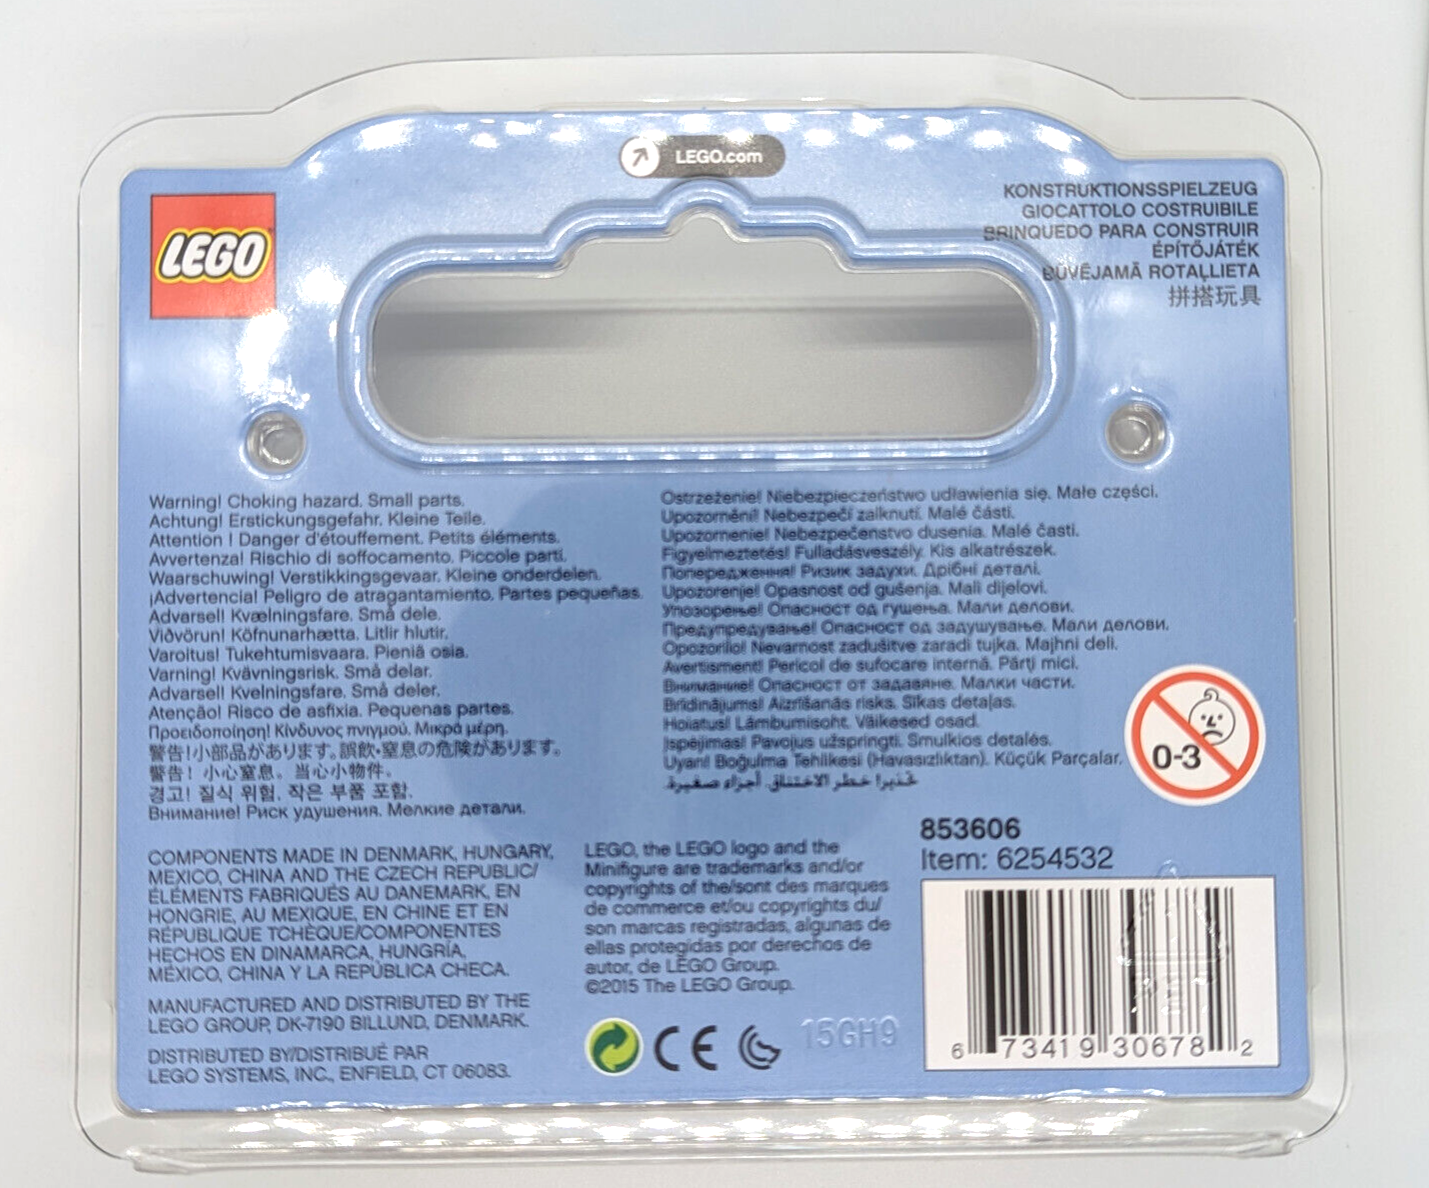 LEGO.com
LEGO
KONSTRUKTIONSSPIELZEUG
GIOCATTOLO COSTRUIBILE
BRINQUEDO PARA CONSTRUIR
ÉPÍTŐJÁTÉK
BŪVĒJAMĀ ROTAĻLIETA
拼搭玩具
Warning! Choking hazard. Small parts.
Achtung! Erstickungsgefahr. Kleine Teile.
Attention ! Danger d'étouffement. Petits éléments.
Avvertenza! Rischio di soffocamento. Piccole parti.
Waarschuwing! Verstikkingsgevaar. Kleine onderdelen.
¡Advertencia! Peligro de atragantamiento. Partes pequeñas.
Advarsel! Kvælningsfare. Små dele.
Viðvörun! Köfnunarhætta. Litlir hlutir.
Varoitus! Tukehtumisvaara. Pieniä osia.
Varning! Kvävningsrisk. Små delar.
Advarsel! Kvelningsfare. Små deler.
Atenção! Risco de asfixia. Pequenas partes.
Προειδοποίηση! Κίνδυνος πνιγμού. Μικρά μέρη.
警告!小部品があります。誤飲•窒息の危険があります。
警告! 小心窒息。当心小物件。
경고! 질식 위험. 작은 부품 포함.
Внимание! Риск удушения. Мелкие детали.
Ostrzeżenie! Niebezpieczeństwo udławienia się. Małe części.
Upozornění! Nebezpečí zalknutí. Malé části.
Upozornenie! Nebezpečenstvo dusenia. Malé časti.
Figyelmeztetés! Fulladásveszély. Kis alkatrészek.
Попередження! Ризик задухи. Дрібні деталі.
Upozorenje! Opasnost od gušenja. Mali dijelovi.
Упозорење! Опасност од гушења. Мали делови.
Предупредување! Опасност од задушување. Мали делови.
Opozorilo! Nevarnost zadušitve zaradi tujka. Majhni deli.
Avertisment! Pericol de sufocare internă. Părţi mici.
Внимание! Опасност от задавяне. Малки части.
Brīdinājums! Aizrīšanās risks. Sīkas detaļas.
Hoiatus! Lämbumisoht. Väikesed osad.
Įspėjimas! Pavojus užspringti. Smulkios detalės.
Uyarı! Boğulma Tehlikesi (Havasızlıktan). Küçük Parçalar.
تحذير! خطر الاختناق. أجزاء صغيرة.
0-3
COMPONENTS MADE IN DENMARK, HUNGARY,
MEXICO, CHINA AND THE CZECH REPUBLIC/
ÉLÉMENTS FABRIQUÉS AU DANEMARK, EN
HONGRIE, AU MEXIQUE, EN CHINE ET EN
RÉPUBLIQUE TCHÈQUE/COMPONENTES
HECHOS EN DINAMARCA, HUNGRÍA,
MÉXICO, CHINA Y LA REPÚBLICA CHECA.
MANUFACTURED AND DISTRIBUTED BY THE
LEGO GROUP, DK-7190 BILLUND, DENMARK.
DISTRIBUTED BY/DISTRIBUÉ PAR
LEGO SYSTEMS, INC., ENFIELD, CT 06083.
LEGO, the LEGO logo and the
Minifigure are trademarks and/or
copyrights of the/sont des marques
de commerce et/ou copyrights du/
son marcas registradas, algunas de
ellas protegidas por derechos de
autor, de LEGO Group.
©2015 The LEGO Group.
CE
15GH9
853606
Item: 6254532
6 73419 30678 2